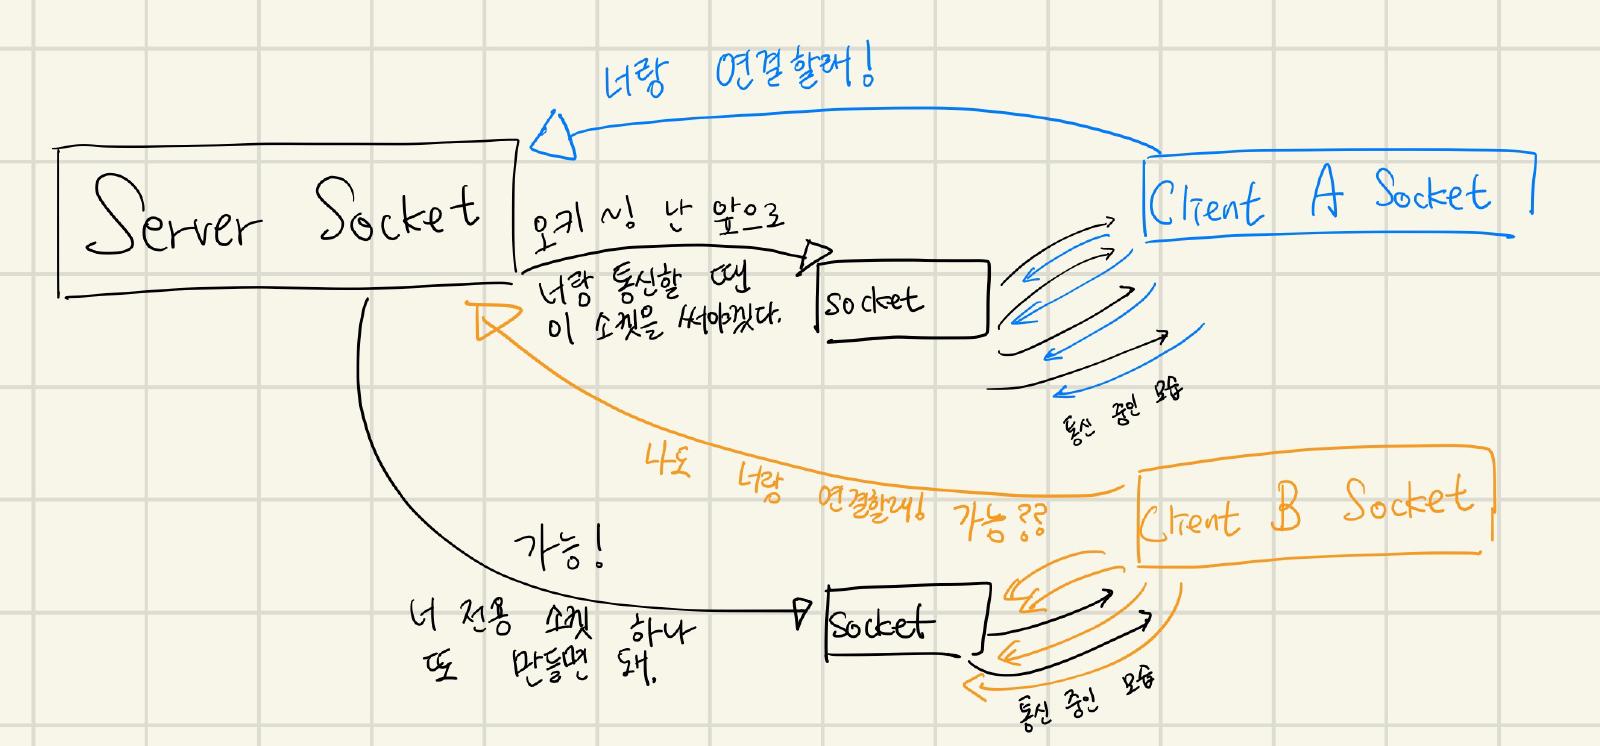 너랑 연결할래!
Server Socket
Client A Socket
오키 ~! 난 앞으로
너랑 통신할 땐
이 소켓을 써야겠다.
socket
통신 중인 모습
나도 너랑 연결할래! 가능??
Client B Socket
가능!
너 전용 소켓 하나
또 만들면 돼.
socket
통신 중인 모습